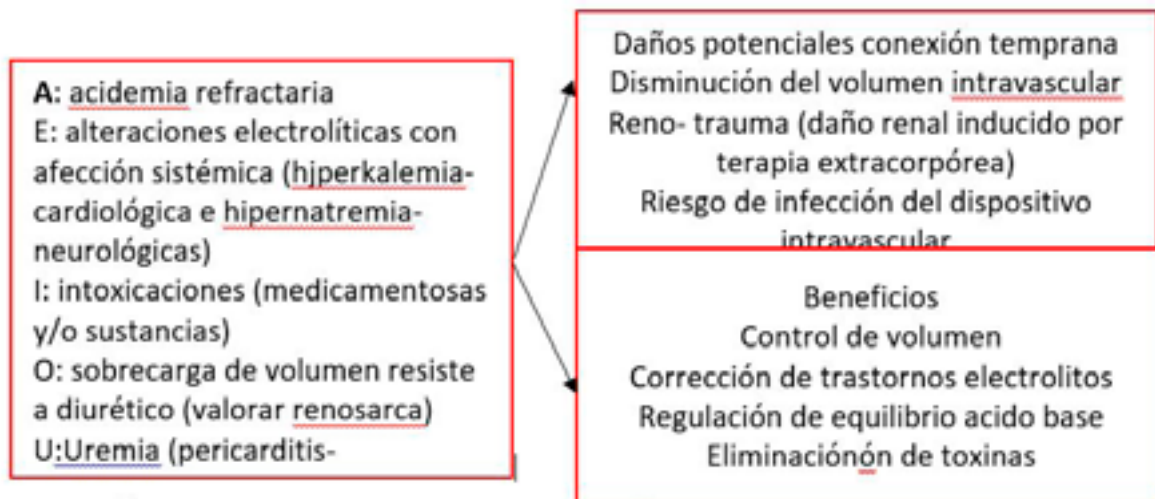 A: acidemia refractaria
E: alteraciones electrolíticas con
afección sistémica (hjperkalemia-
cardiológica e hipernatremia-
neurológicas)
I: intoxicaciones (medicamentosas
y/o sustancias)
O: sobrecarga de volumen resiste
a diurético (valorar renosarca)
U:Uremia (pericarditis-
Daños potenciales conexión temprana
Disminución del volumen intravascular
Reno- trauma (daño renal inducido por
terapia extracorpórea)
Riesgo de infección del dispositivo
intravascular
Beneficios
Control de volumen
Corrección de trastornos electrolitos
Regulación de equilibrio acido base
Eliminaciónón de toxinas